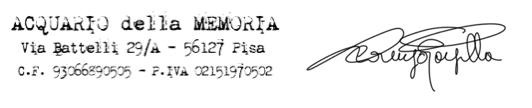 ACQUARIO della MEMORIA
Via Battelli 29/A - 56127 Pisa
C.F. 93066890505 - P.IVA 02151970502